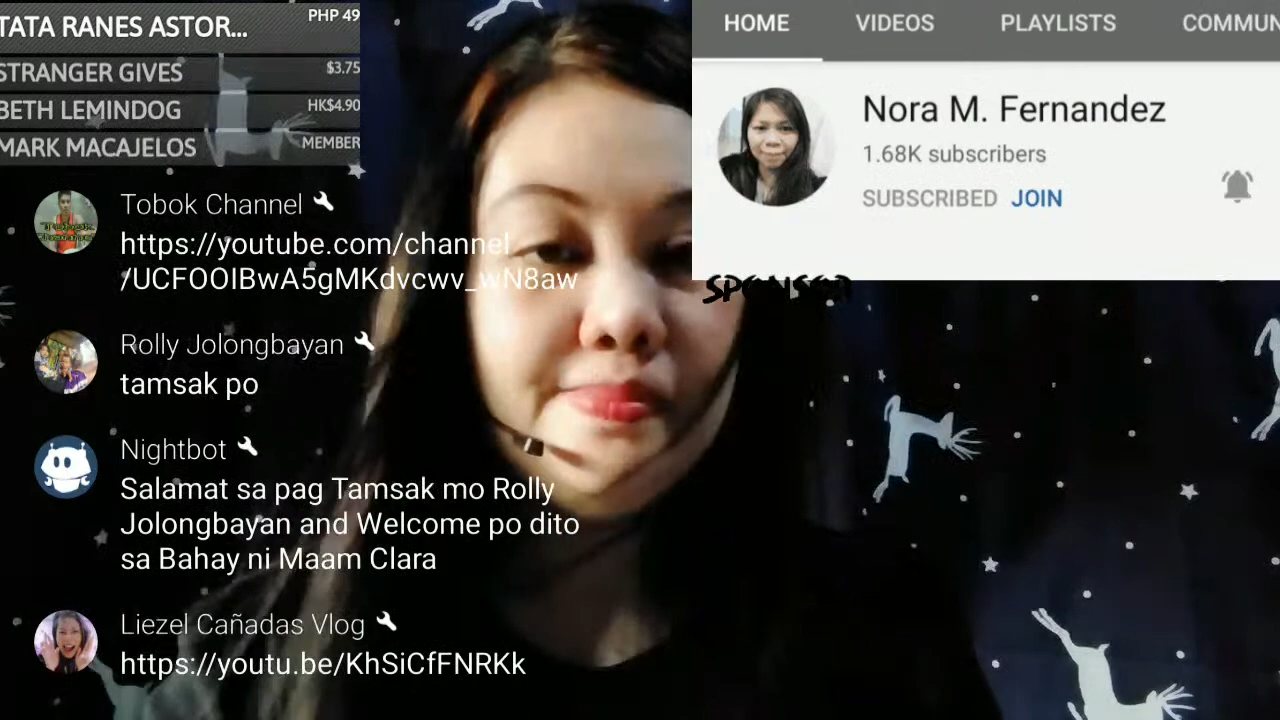 TATA RANES ASTOR...
PHP 49
STRANGER GIVES
$3.75
BETH LEMINDOG
HK$4.90
MARK MACAJELOS
MEMBER
Tobok Channel
https://youtube.com/channel
/UCFOOIBwA5gMKdvcwv_wN8aw
Rolly Jolongbayan
tamsak po
Nightbot
Salamat sa pag Tamsak mo Rolly
Jolongbayan and Welcome po dito
sa Bahay ni Maam Clara
Liezel Cañadas Vlog
https://youtu.be/KhSiCfFNRKk
HOME VIDEOS PLAYLISTS COMMUN
Nora M. Fernandez
1.68K subscribers
SUBSCRIBED JOIN
SPONSOR